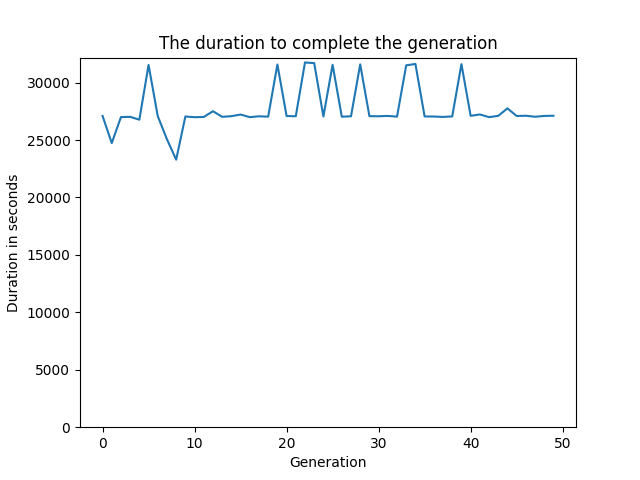 The duration to complete the generation
30000
25000
20000
15000
10000
5000
0
Duration in seconds
0 10 20 30 40 50
Generation